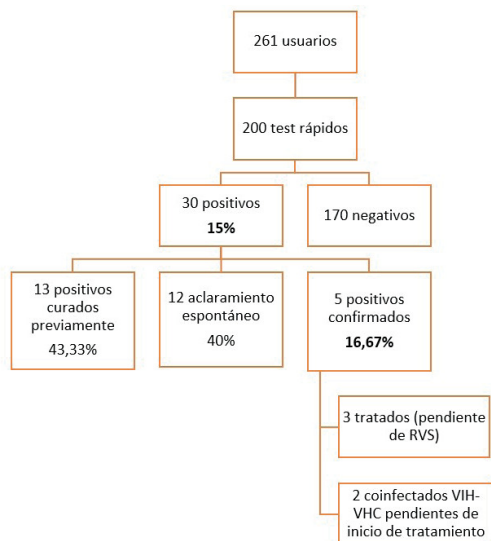 261 usuarios
200 test rápidos
30 positivos
15%
170 negativos
13 positivos
curados
previamente
43,33%
12 aclaramiento
espontáneo
40%
5 positivos
confirmados
16,67%
3 tratados (pendiente
de RVS)
2 coinfectados VIH-
VHC pendientes de
inicio de tratamiento